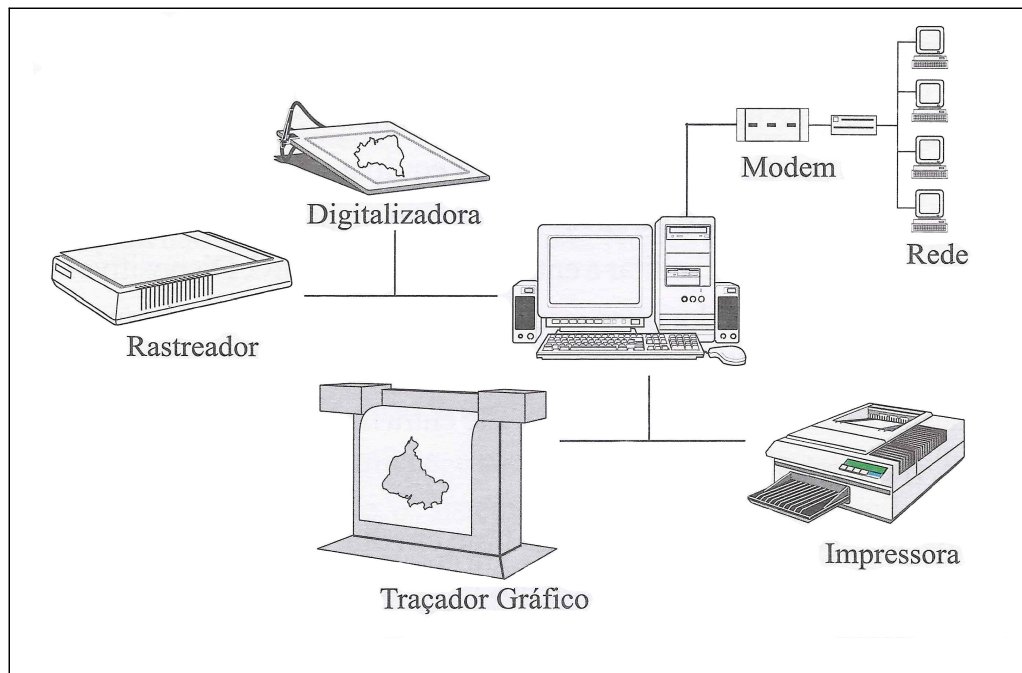 Digitalizadora
Modem
Rede
Rastreador
Traçador Gráfico
Impressora